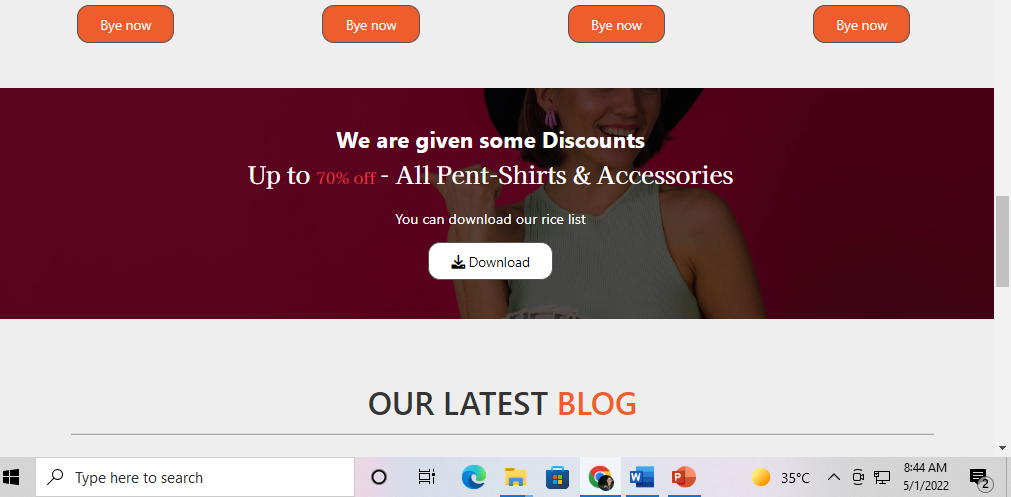 Bye now Bye now Bye now Bye now
We are given some Discounts
Up to 70% off - All Pent-Shirts & Accessories
You can download our rice list
Download
OUR LATEST BLOG
Type here to search
35°C
8:44 AM
5/1/2022
2